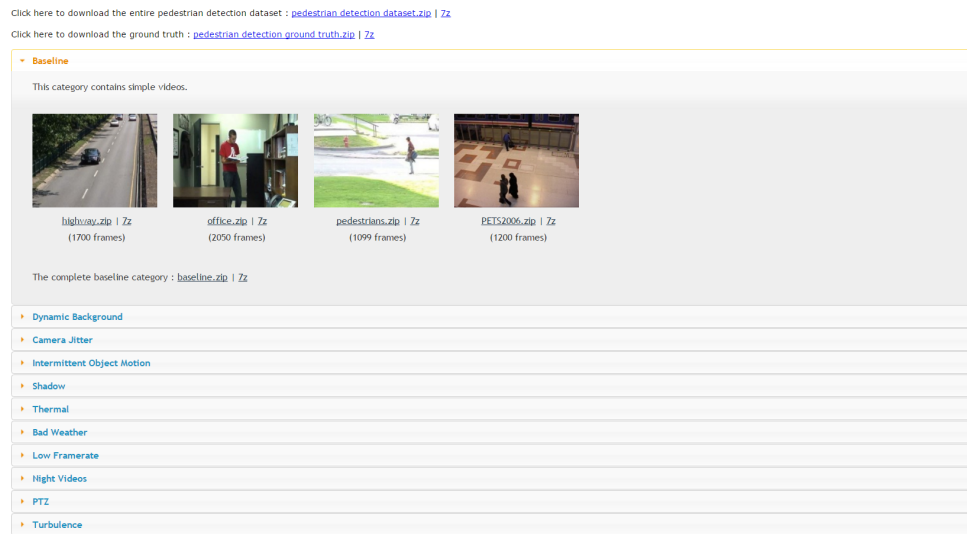 Click here to download the entire pedestrian detection dataset : pedestrian detection dataset.zip | 7z
Click here to download the ground truth : pedestrian detection ground truth.zip | 7z
Baseline
This category contains simple videos.
highway.zip | 7z office.zip | 7z pedestrians.zip | 7z PETS2006.zip | 7z
(1700 frames) (2050 frames) (1099 frames) (1200 frames)
The complete baseline category : baseline.zip | 7z
Dynamic Background
Camera Jitter
Intermittent Object Motion
Shadow
Thermal
Bad Weather
Low Framerate
Night Videos
PTZ
Turbulence